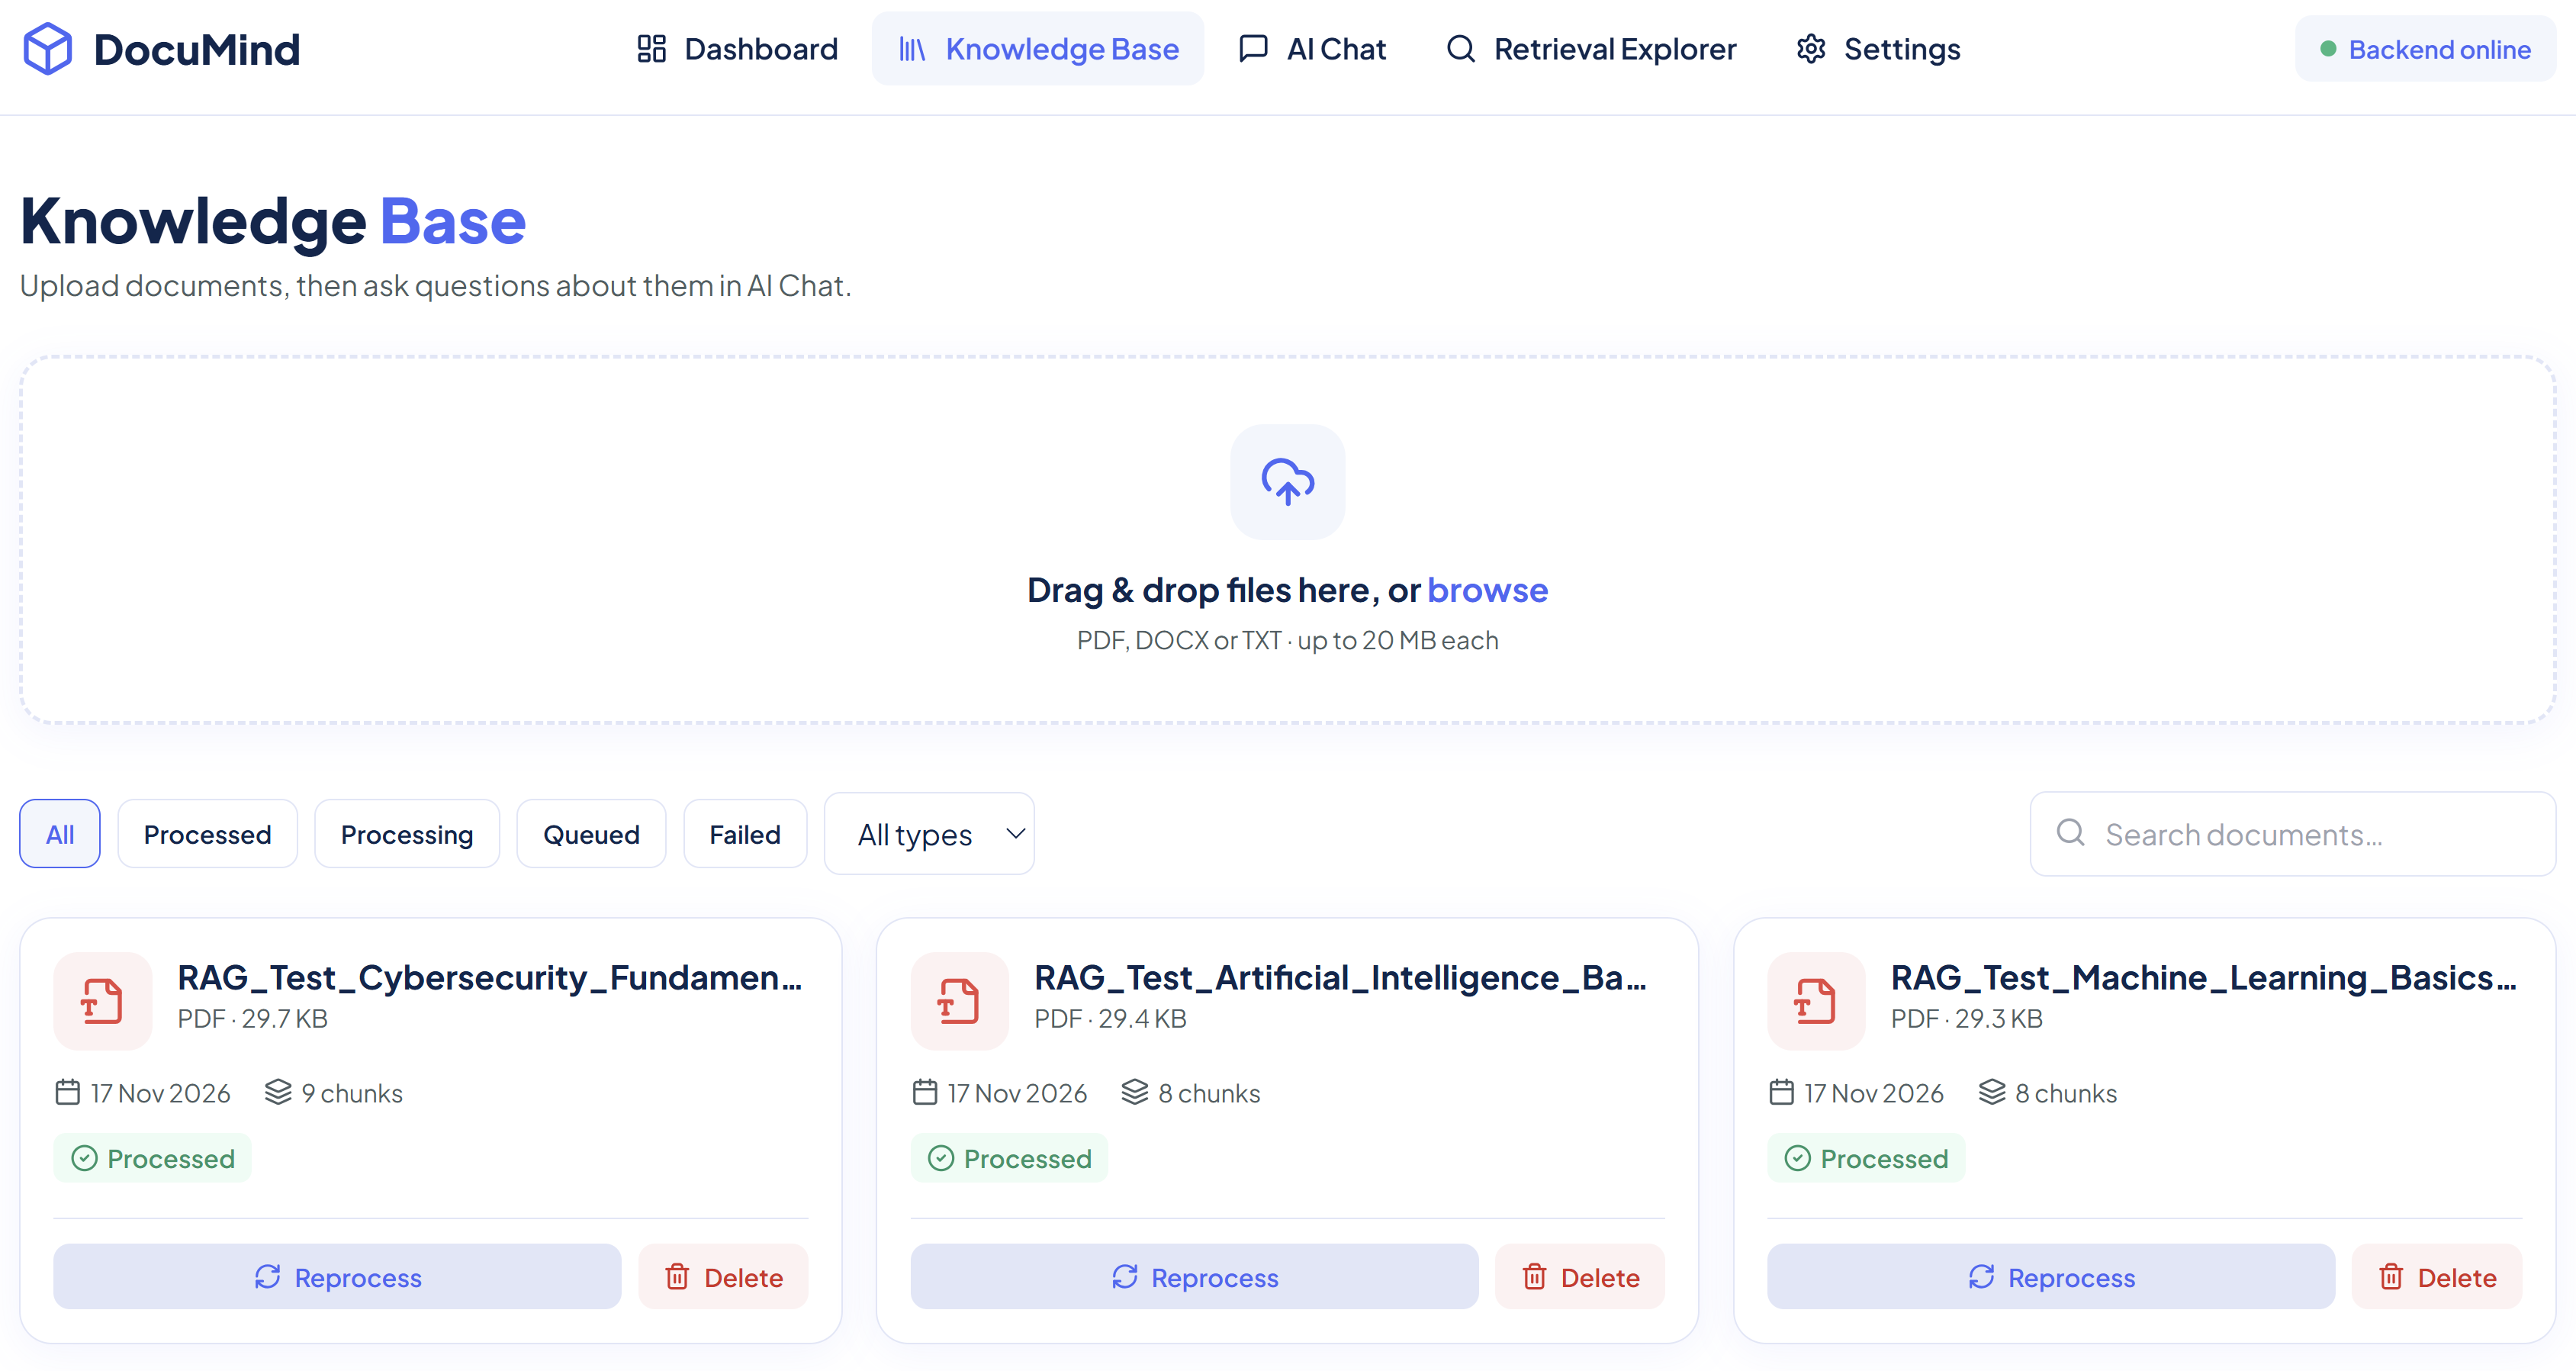 DocuMind
Dashboard
Knowledge Base
AI Chat
Retrieval Explorer
Settings
Backend online
Knowledge Base
Upload documents, then ask questions about them in AI Chat.
Drag & drop files here, or browse
PDF, DOCX or TXT · up to 20 MB each
All
Processed
Processing
Queued
Failed
All types
Search documents...
RAG_Test_Cybersecurity_Fundamen...
PDF · 29.7 KB
17 Nov 2026
9 chunks
Processed
Reprocess
Delete
RAG_Test_Artificial_Intelligence_Ba...
PDF · 29.4 KB
17 Nov 2026
8 chunks
Processed
Reprocess
Delete
RAG_Test_Machine_Learning_Basics...
PDF · 29.3 KB
17 Nov 2026
8 chunks
Processed
Reprocess
Delete